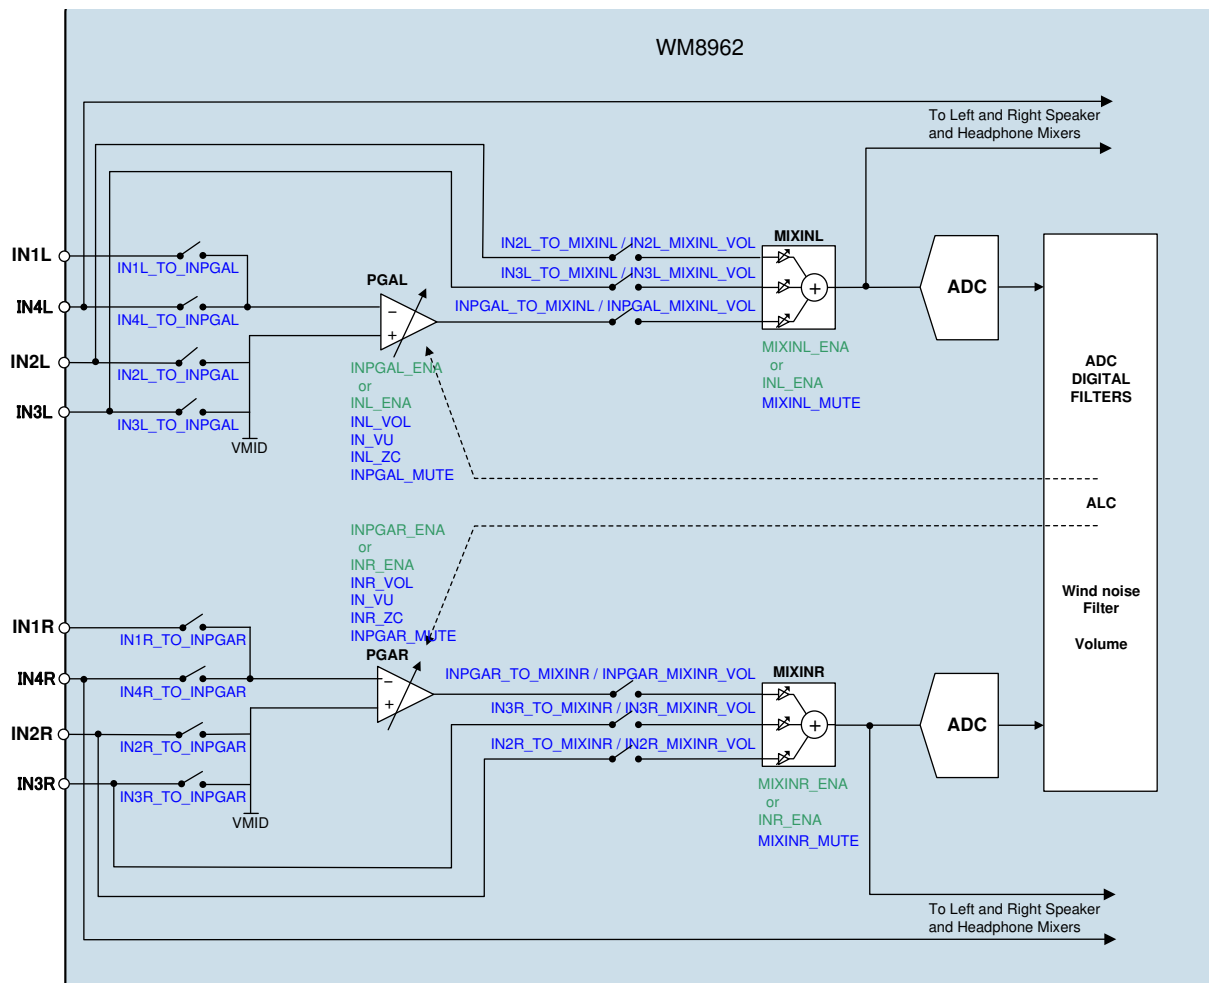 WM8962
To Left and Right Speaker
and Headphone Mixers
IN1L
IN1L_TO_INPGAL
IN4L
IN4L_TO_INPGAL
IN2L
IN2L_TO_INPGAL
IN3L
IN3L_TO_INPGAL
VMID
PGAL
−
+
INPGAL_ENA
or
INL_ENA
INL_VOL
IN_VU
INL_ZC
INPGAL_MUTE
IN2L_TO_MIXINL / IN2L_MIXINL_VOL
IN3L_TO_MIXINL / IN3L_MIXINL_VOL
INPGAL_TO_MIXINL / INPGAL_MIXINL_VOL
MIXINL
+
MIXINL_ENA
or
INL_ENA
MIXINL_MUTE
ADC
ADC
DIGITAL
FILTERS
ALC
Wind noise
Filter
Volume
INPGAR_ENA
or
INR_ENA
INR_VOL
IN_VU
INR_ZC
INPGAR_MUTE
PGAR
−
+
IN1R
IN1R_TO_INPGAR
IN4R
IN4R_TO_INPGAR
IN2R
IN2R_TO_INPGAR
IN3R
IN3R_TO_INPGAR
VMID
INPGAR_TO_MIXINR / INPGAR_MIXINR_VOL
IN3R_TO_MIXINR / IN3R_MIXINR_VOL
IN2R_TO_MIXINR / IN2R_MIXINR_VOL
MIXINR
+
MIXINR_ENA
or
INR_ENA
MIXINR_MUTE
ADC
To Left and Right Speaker
and Headphone Mixers